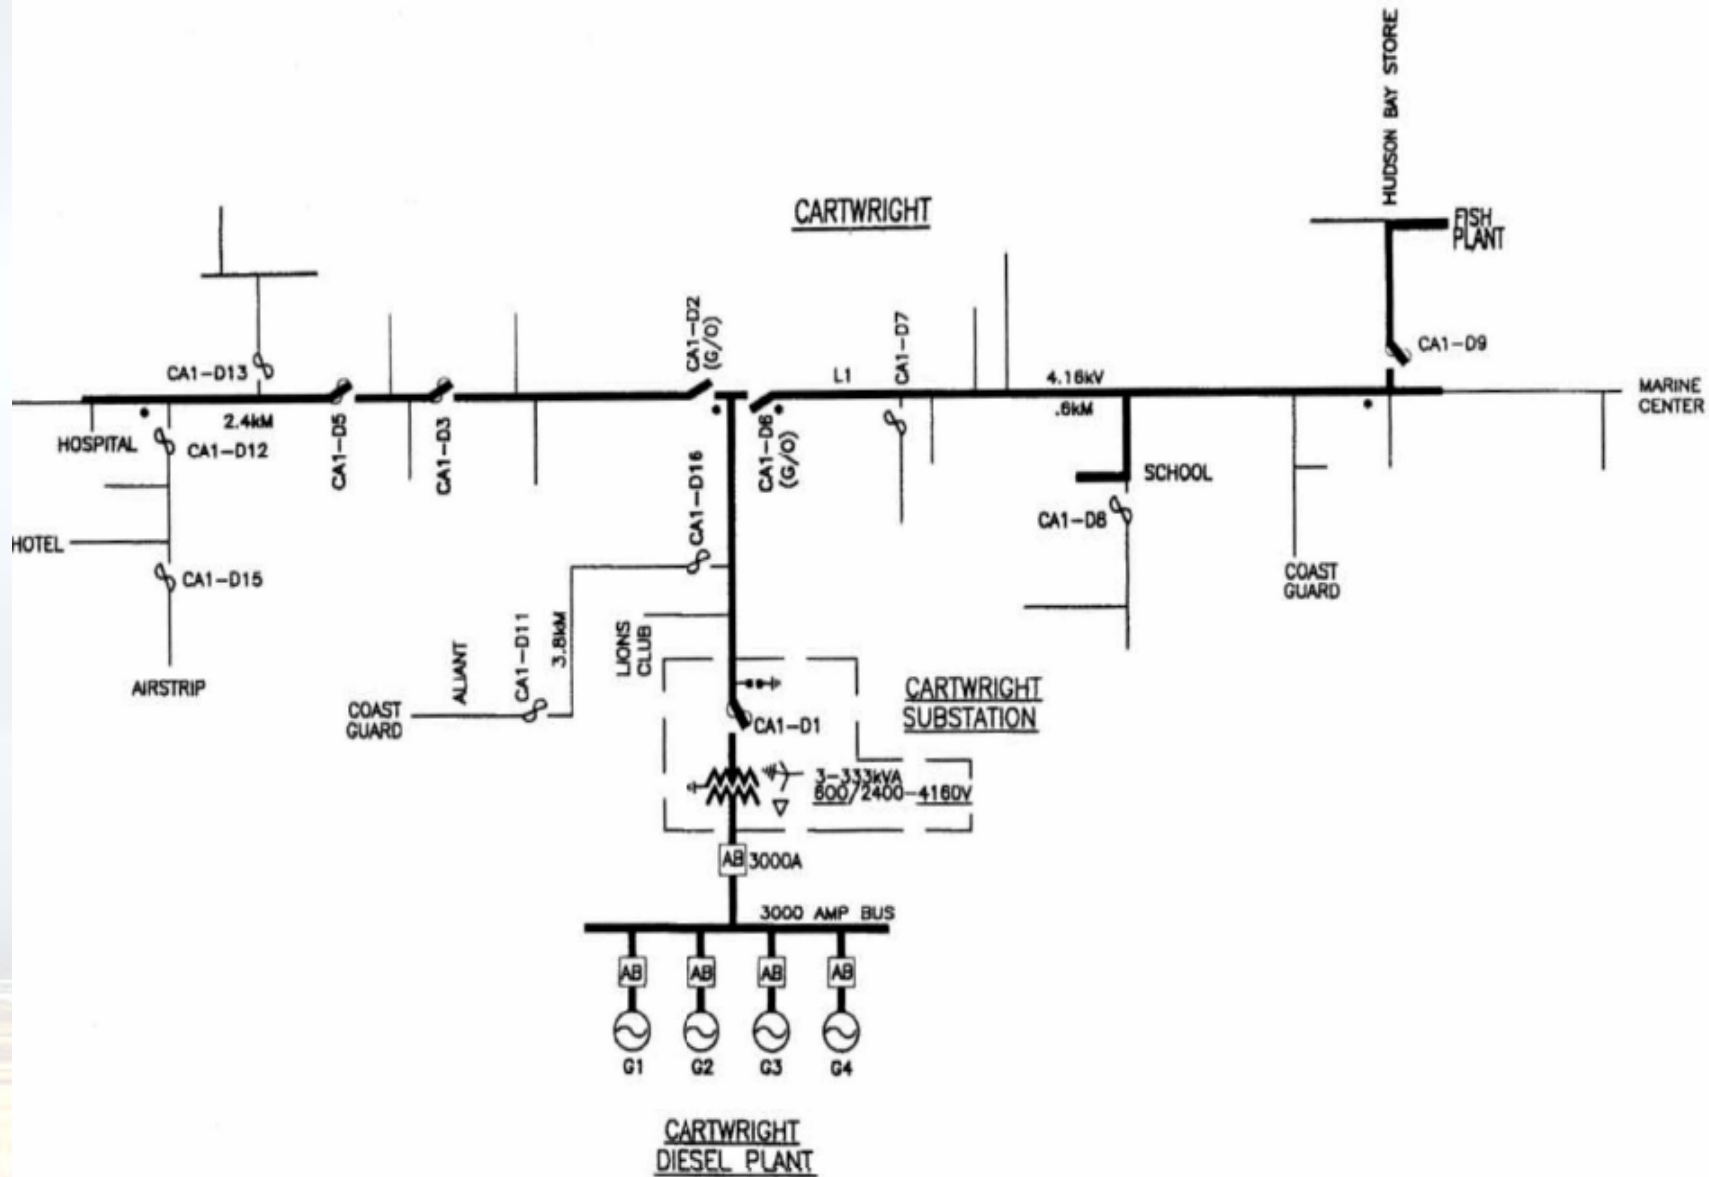 HUDSON BAY STORE
CARTWRIGHT
FISH
PLANT
CA1-D2
(G/O)
CA1-D7
CA1-D9
CA1-D13
L1
4.16kV
MARINE
CENTER
2.4kM
.6kM
HOSPITAL
CA1-D12
CA1-D5
CA1-D3
CA1-D6
(G/O)
CA1-D16
SCHOOL
CA1-D8
HOTEL
CA1-D15
COAST
GUARD
3.8kM
LIONS
CLUB
CA1-D11
ALIANT
AIRSTRIP
COAST
GUARD
CARTWRIGHT
SUBSTATION
CA1-D1
3-333kVA
600/2400-4160V
AB 3000A
3000 AMP BUS
AB AB AB AB
G1 G2 G3 G4
CARTWRIGHT
DIESEL PLANT